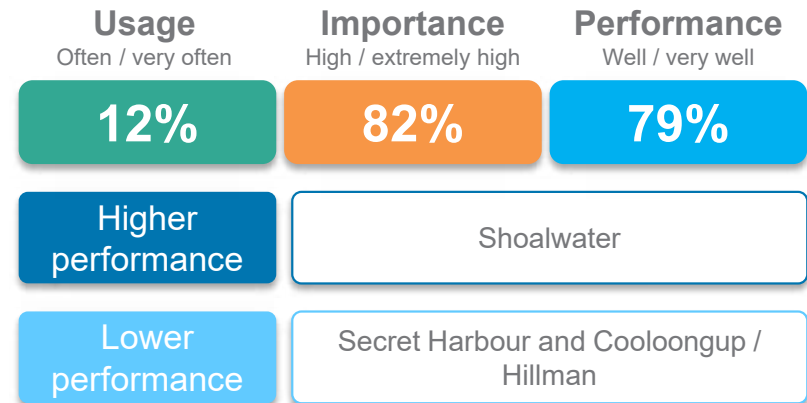 Usage
Importance
Performance
Often / very often
High / extremely high
Well / very well
12%
82%
79%
Higher
performance
Shoalwater
Lower
performance
Secret Harbour and Cooloongup /
Hillman